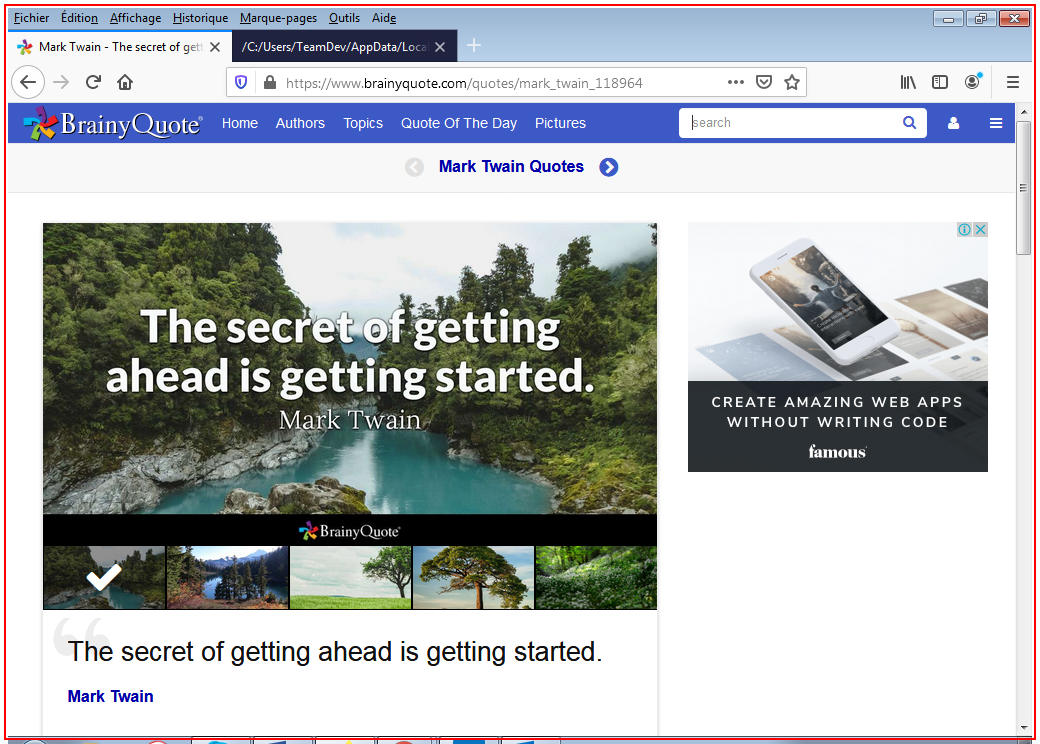 Fichier Édition Affichage Historique Marque-pages Outils Aide
Mark Twain - The secret of gett
/C:/Users/TeamDev/AppData/Local
https://www.brainyquote.com/quotes/mark_twain_118964
BrainyQuote Home Authors Topics Quote Of The Day Pictures search
Mark Twain Quotes
The secret of getting
ahead is getting started.
Mark Twain
BrainyQuote
CREATE AMAZING WEB APPS
WITHOUT WRITING CODE
famous
The secret of getting ahead is getting started.
Mark Twain